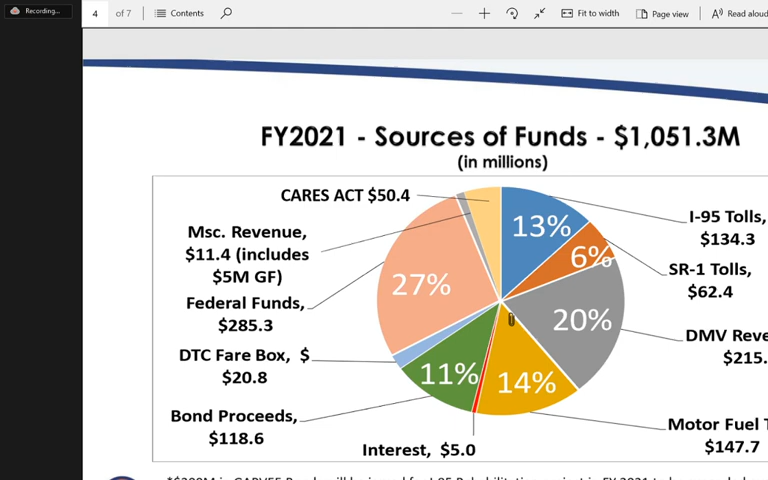 Recording...
4 of 7 Contents Fit to width Page view Read aloud
FY2021 - Sources of Funds - $1,051.3M
(in millions)
CARES ACT $50.4
Msc. Revenue,
$11.4 (includes
$5M GF)
Federal Funds,
$285.3
DTC Fare Box, $
$20.8
Bond Proceeds,
$118.6
Interest, $5.0
I-95 Tolls,
$134.3
SR-1 Tolls,
$62.4
DMV Reve
$215.
Motor Fuel T
$147.7
13%
6%
20%
14%
11%
27%